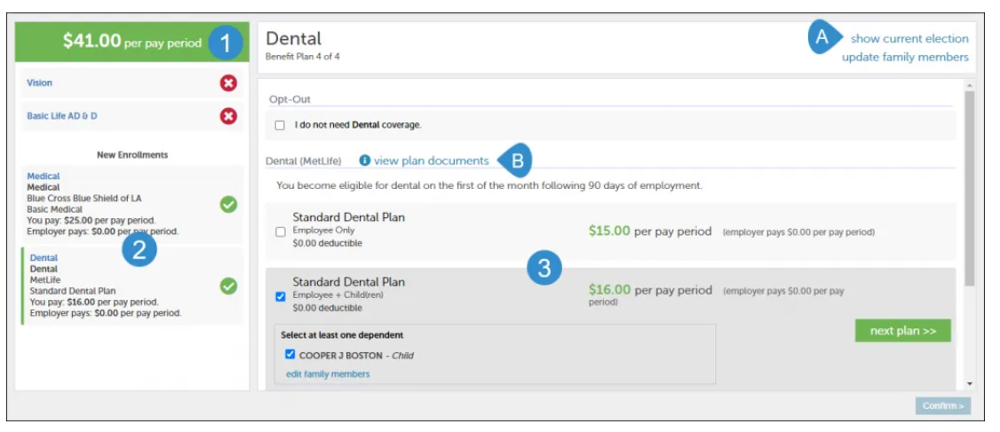 $41.00 per pay period
1
Vision
Basic Life AD & D
New Enrollments
Medical
Medical
Blue Cross Blue Shield of LA
Basic Medical
You pay: $25.00 per pay period.
Employer pays: $0.00 per pay period.
2
Dental
Dental
MetLife
Standard Dental Plan
You pay: $16.00 per pay period.
Employer pays: $0.00 per pay period.
Dental
Benefit Plan 4 of 4
A
show current election
update family members
Opt-Out
I do not need Dental coverage.
Dental (MetLife)
view plan documents
B
You become eligible for dental on the first of the month following 90 days of employment.
Standard Dental Plan
Employee Only
$0.00 deductible
$15.00 per pay period (employer pays $0.00 per pay period)
3
Standard Dental Plan
Employee + Child(ren)
$0.00 deductible
$16.00 per pay period (employer pays $0.00 per pay
period)
Select at least one dependent
COOPER J BOSTON - Child
edit family members
next plan >>
Confirm >